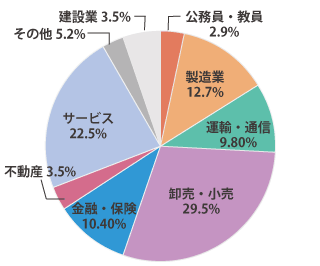 建設業 3.5%
公務員・教員
2.9%
その他 5.2%
製造業
12.7%
サービス
22.5%
運輸・通信
9.80%
不動産 3.5%
卸売・小売
29.5%
金融・保険
10.40%